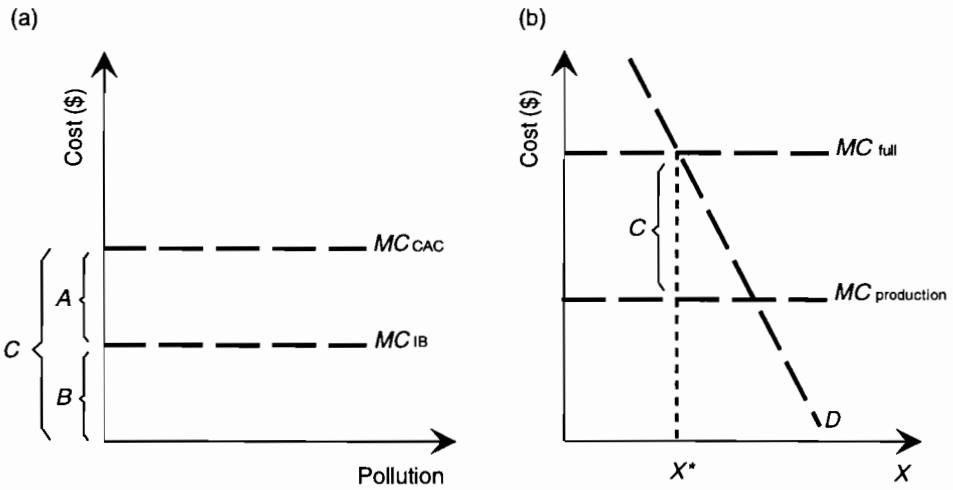 (a)
Cost ($)
MC CAC
A
C
MC IB
B
Pollution
(b)
Cost ($)
MC full
C
MC production
D
X*
X